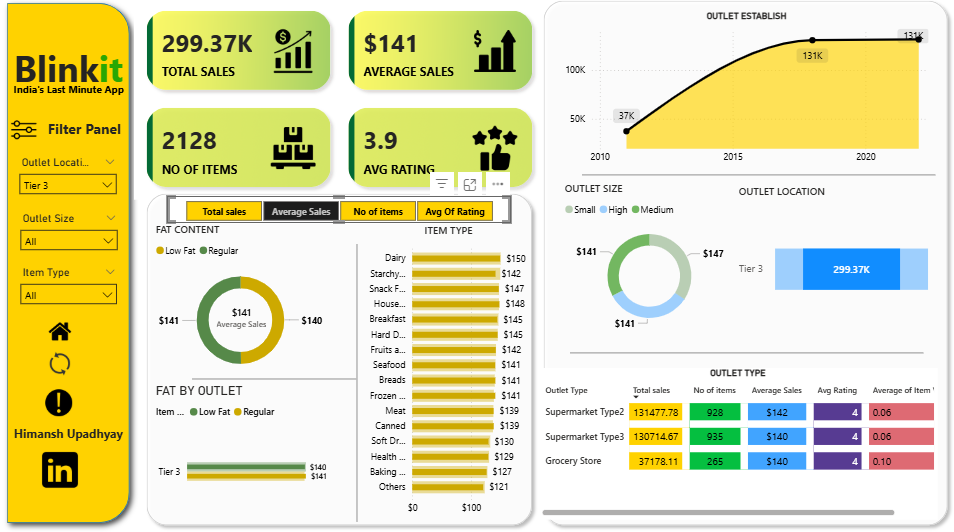 Blinkit
India's Last Minute App
Filter Panel
Outlet Locati...
Tier 3
Outlet Size
All
Item Type
All
Himansh Upadhyay
in
299.37K
TOTAL SALES
$141
AVERAGE SALES
2128
NO OF ITEMS
3.9
AVG RATING
Total sales
Average Sales
No of items
Avg Of Rating
FAT CONTENT
Low Fat
Regular
$141
$141
Average Sales
$140
FAT BY OUTLET
Item ...
Low Fat
Regular
Tier 3
$140
$141
ITEM TYPE
Dairy $150
Starchy... $142
Snack F... $147
House... $148
Breakfast $145
Hard D... $145
Fruits a... $142
Seafood $141
Breads $141
Frozen ... $141
Meat $139
Canned $139
Soft Dr... $130
Health ... $129
Baking ... $127
Others $121
$0 $100
OUTLET ESTABLISH
100K
50K
37K
131K
131K
2010 2015 2020
OUTLET SIZE
Small
High
Medium
$141
$147
$141
OUTLET LOCATION
Tier 3
299.37K
OUTLET TYPE
Outlet Type Total sales No of items Average Sales Avg Rating Average of Item
Supermarket Type2 131477.78 928 $142 4 0.06
Supermarket Type3 130714.67 935 $140 4 0.06
Grocery Store 37178.11 265 $140 4 0.10